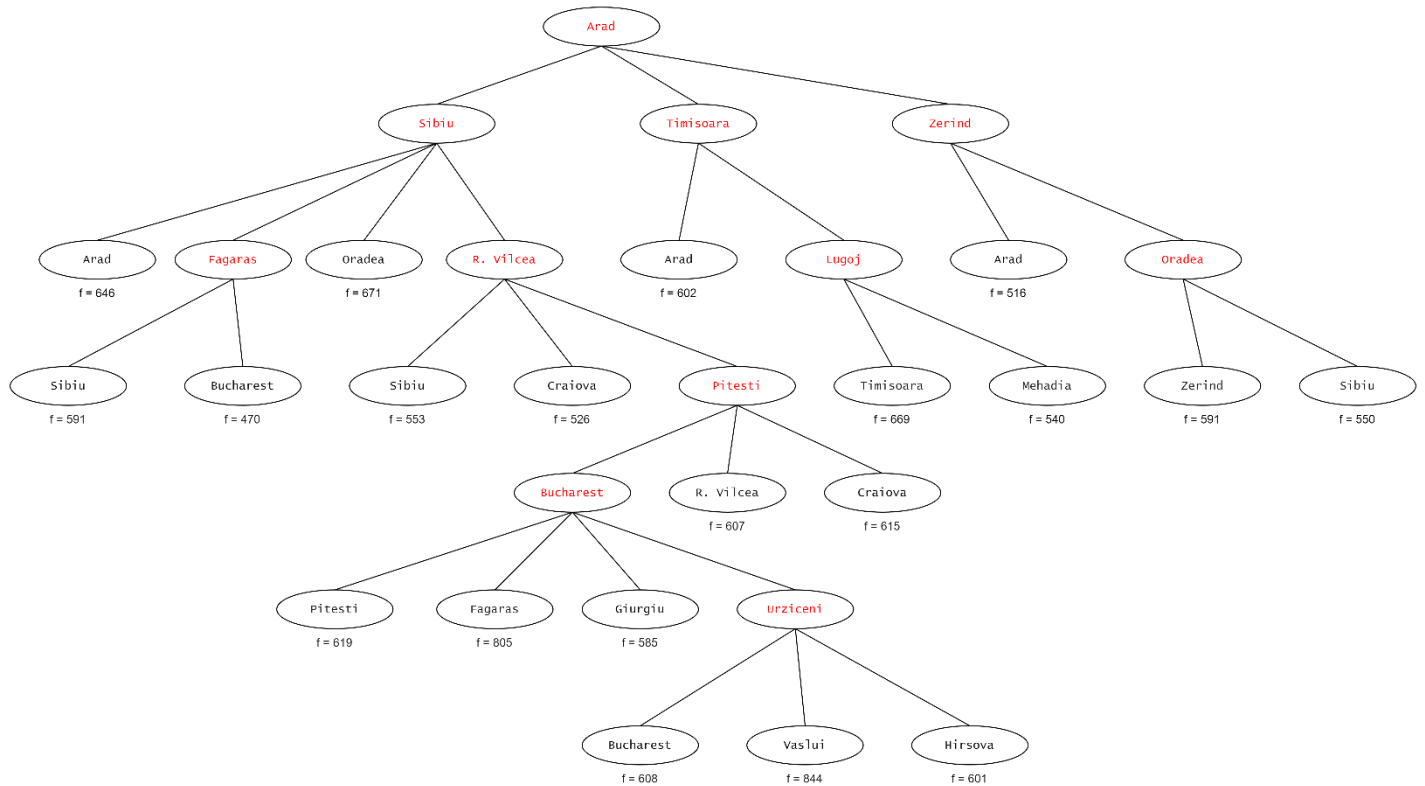 Arad
Sibiu Timisoara Zerind
Arad Fagaras Oradea R. Vilcea Arad Lugoj Arad Oradea
f = 646 f = 671 f = 602 f = 516
Sibiu Bucharest Sibiu Craiova Pitesti Timisoara Mehadia Zerind Sibiu
f = 591 f = 470 f = 553 f = 526 f = 669 f = 540 f = 591 f = 550
Bucharest R. Vilcea Craiova
f = 607 f = 615
Pitesti Fagaras Giurgiu Urziceni
f = 619 f = 805 f = 585
Bucharest Vaslui Hirsova
f = 608 f = 844 f = 601